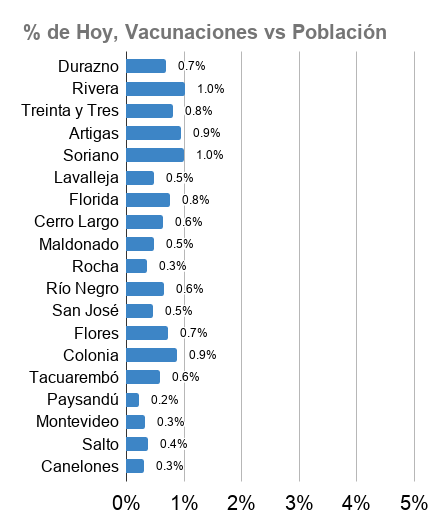 % de Hoy, Vacunaciones vs Población
Durazno 0.7%
Rivera 1.0%
Treinta y Tres 0.8%
Artigas 0.9%
Soriano 1.0%
Lavalleja 0.5%
Florida 0.8%
Cerro Largo 0.6%
Maldonado 0.5%
Rocha 0.3%
Río Negro 0.6%
San José 0.5%
Flores 0.7%
Colonia 0.9%
Tacuarembó 0.6%
Paysandú 0.2%
Montevideo 0.3%
Salto 0.4%
Canelones 0.3%
0% 1% 2% 3% 4% 5%